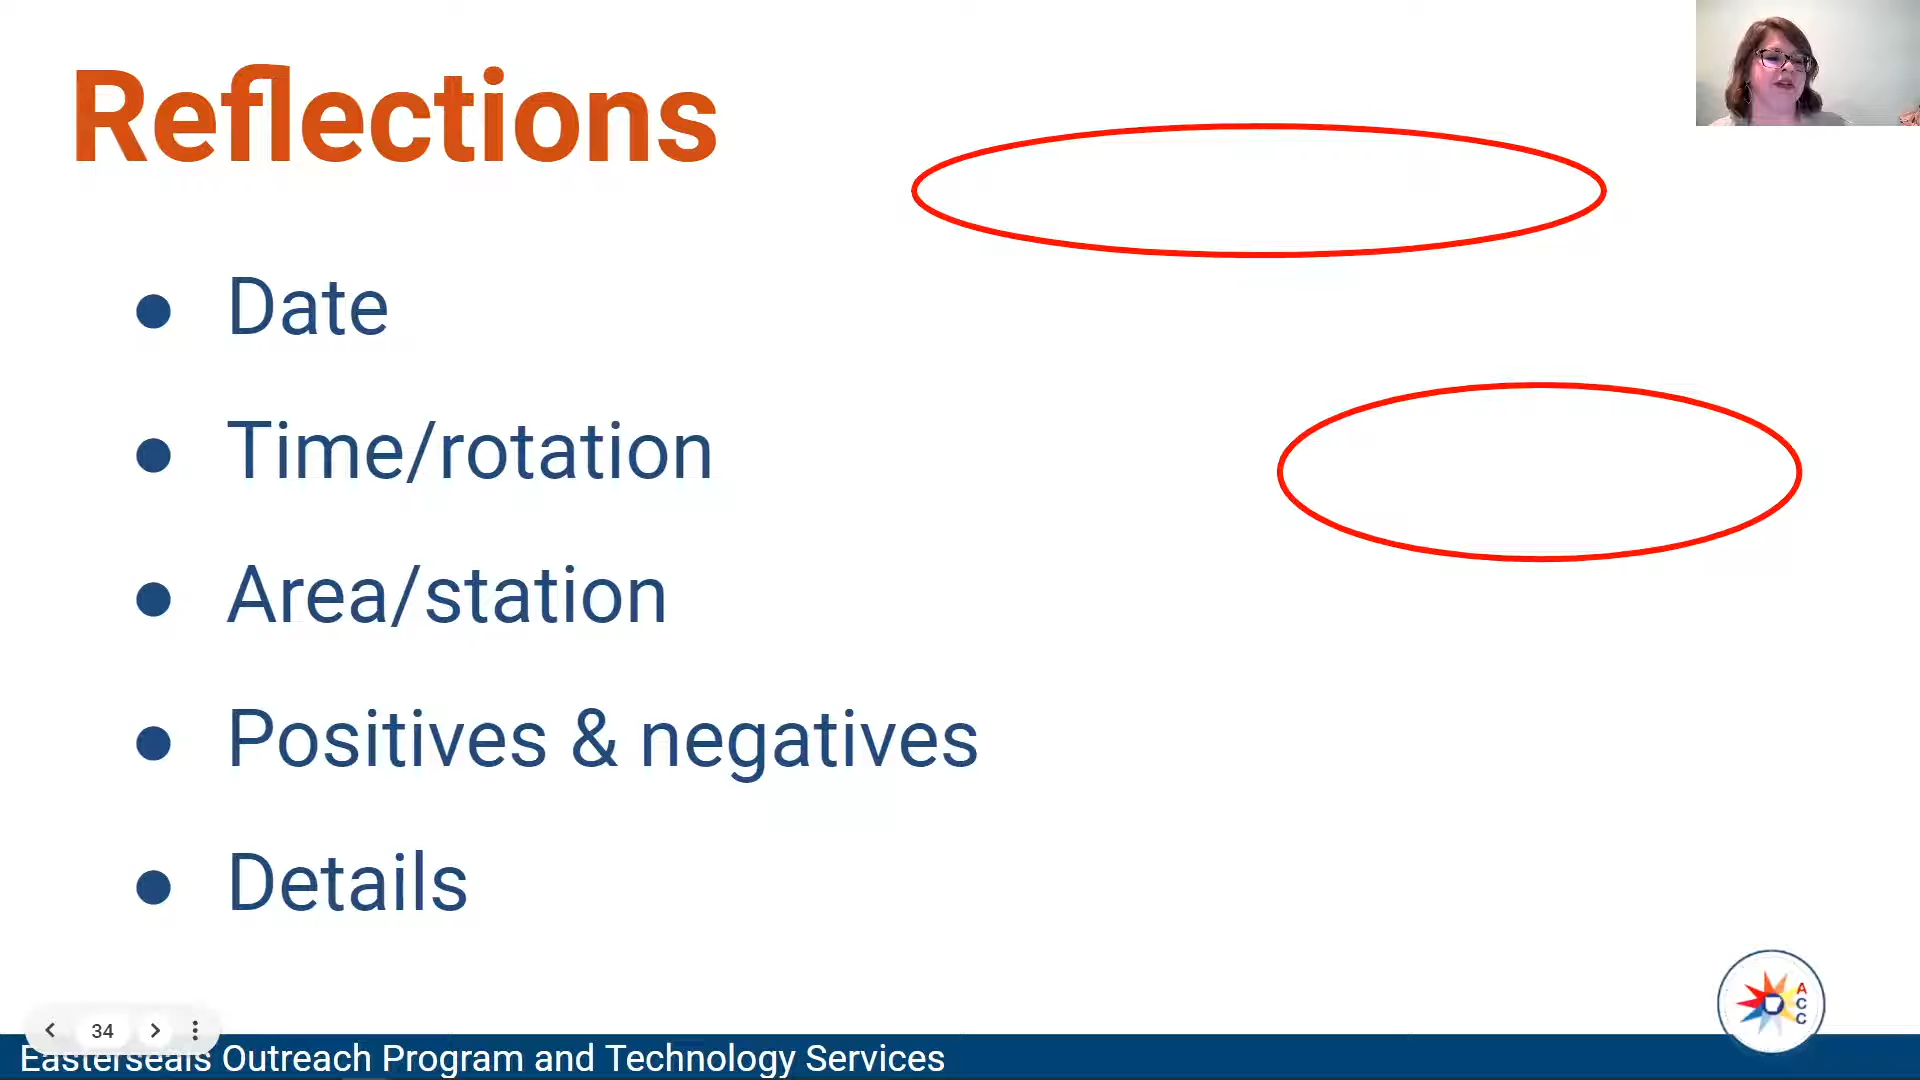 Reflections
Date
Time/rotation
Area/station
Positives & negatives
Details
A
C
C
34
Easterseals Outreach Program and Technology Services